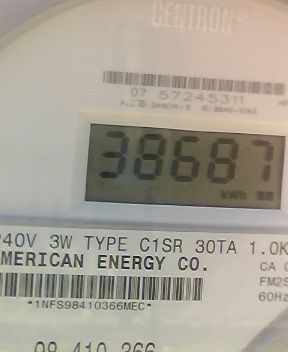 CENTRON®
07 57245311
38687
kWh
240V 3W TYPE C1SR 30TA 1.0K
AMERICAN ENERGY CO.
CA
FM2S
60Hz
*1NFS98410366MEC*
98 410 366